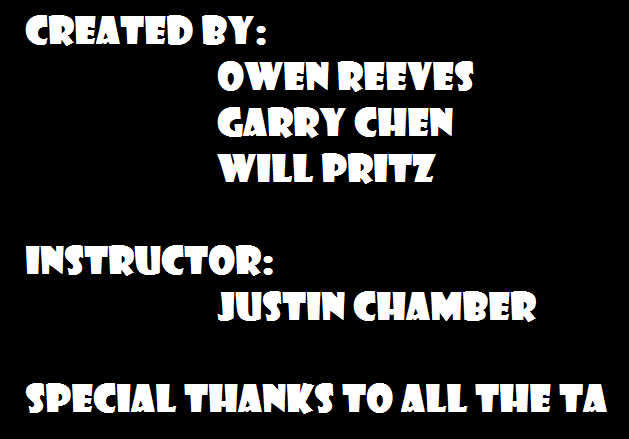 CREATED BY:
OWEN REEVES
GARRY CHEN
WILL PRITZ
INSTRUCTOR:
JUSTIN CHAMBER
SPECIAL THANKS TO ALL THE TA